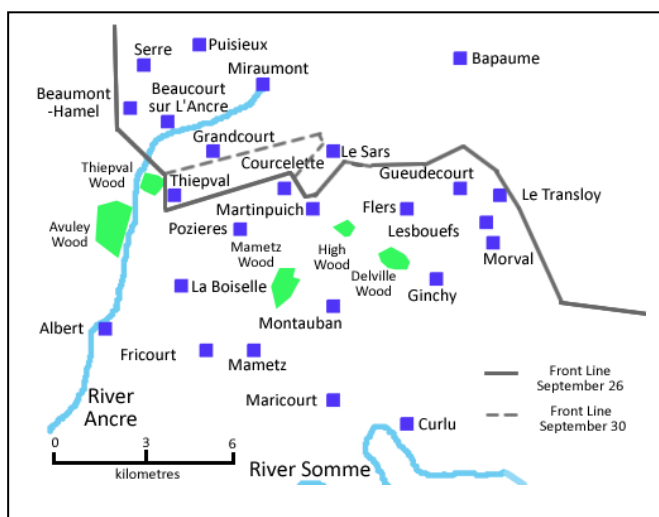 Puisieux
Serre
Bapaume
Miraumont
Beaumont
-Hamel
Beaucourt
sur L'Ancre
Grandcourt
Le Sars
Courcelette
Thiepval
Wood
Thiepval
Gueudecourt
Le Transloy
Martinpuich
Flers
Avuley
Wood
Pozieres
Mametz
Wood
High
Wood
Lesbouefs
Delville
Wood
Morval
La Boiselle
Ginchy
Montauban
Albert
Fricourt
Mametz
Front Line
September 26
River
Ancre
Maricourt
Front Line
September 30
Curlu
0 3 6
kilometres
River Somme